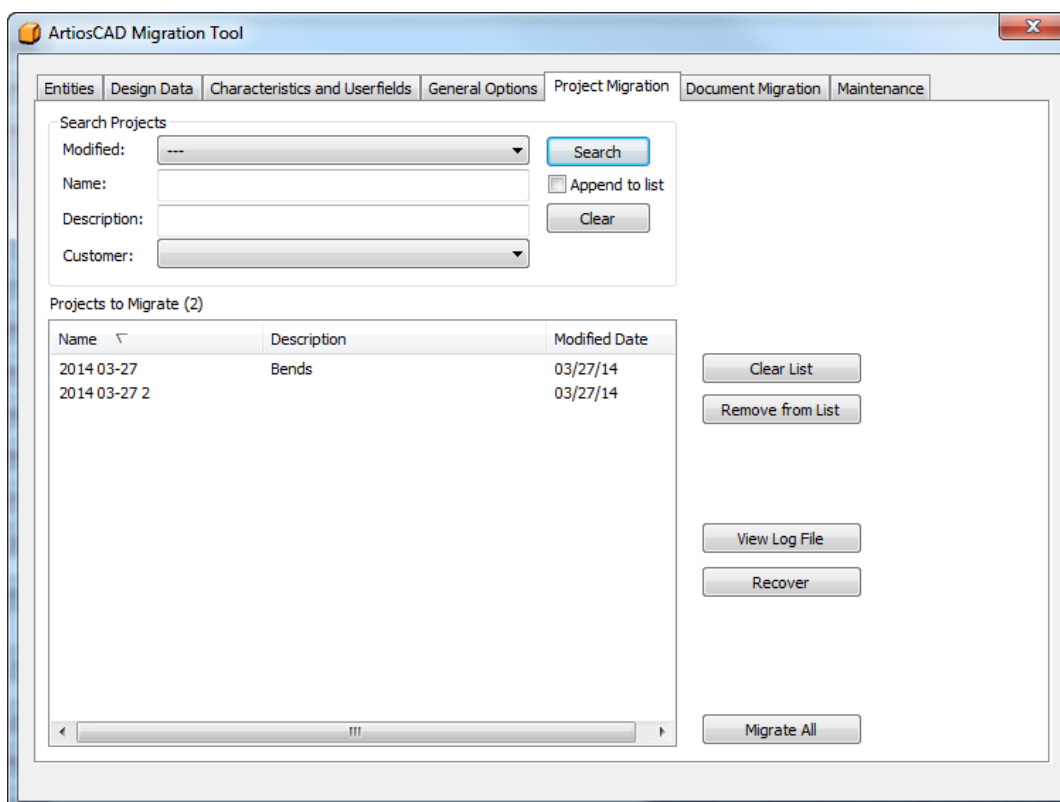 ArtiosCAD Migration Tool
Entities Design Data Characteristics and Userfields General Options Project Migration Document Migration Maintenance
Search Projects
Modified: --- Search
Name: Append to list
Description: Clear
Customer:
Projects to Migrate (2)
Name Description Modified Date
2014 03-27 Bends 03/27/14
2014 03-27 2 03/27/14
Clear List
Remove from List
View Log File
Recover
Migrate All